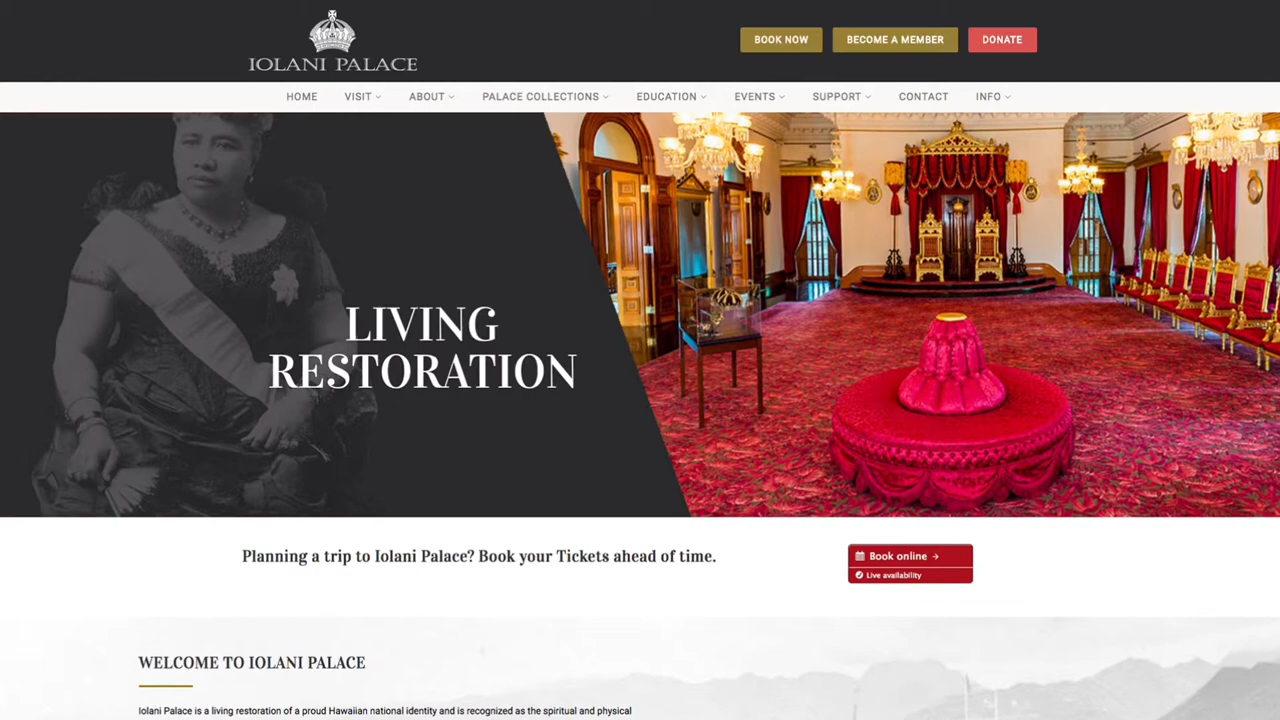 IOLANI PALACE
BOOK NOW
BECOME A MEMBER
DONATE
HOME
VISIT
ABOUT
PALACE COLLECTIONS
EDUCATION
EVENTS
SUPPORT
CONTACT
INFO
LIVING
RESTORATION
Planning a trip to Iolani Palace? Book your Tickets ahead of time.
Book online →
Live availability
WELCOME TO IOLANI PALACE
Iolani Palace is a living restoration of a proud Hawaiian national identity and is recognized as the spiritual and physical